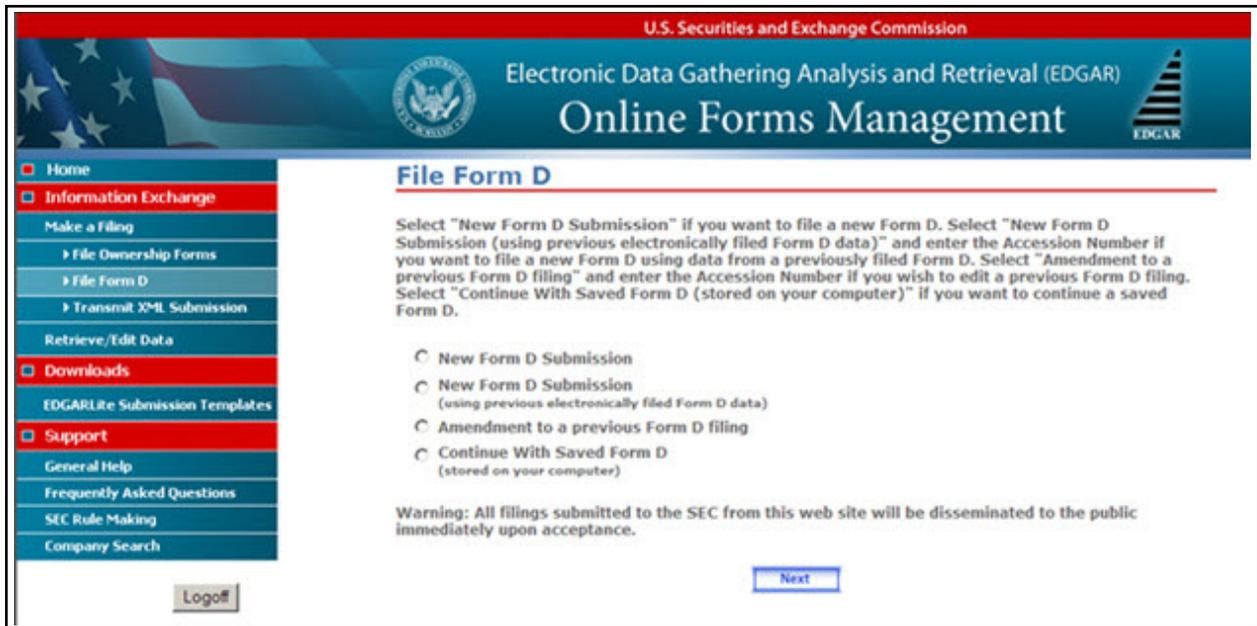 U.S. Securities and Exchange Commission
Electronic Data Gathering Analysis and Retrieval (EDGAR)
Online Forms Management
EDGAR
Home
Information Exchange
Make a Filing
File Ownership Forms
File Form D
Transmit XML Submission
Retrieve/Edit Data
Downloads
EDGARLite Submission Templates
Support
General Help
Frequently Asked Questions
SEC Rule Making
Company Search
Logoff
File Form D
Select "New Form D Submission" if you want to file a new Form D. Select "New Form D
Submission (using previous electronically filed Form D data)" and enter the Accession Number if
you want to file a new Form D using data from a previously filed Form D. Select "Amendment to a
previous Form D filing" and enter the Accession Number if you wish to edit a previous Form D filing.
Select "Continue With Saved Form D (stored on your computer)" if you want to continue a saved
Form D.
New Form D Submission
New Form D Submission
(using previous electronically filed Form D data)
Amendment to a previous Form D filing
Continue With Saved Form D
(stored on your computer)
Warning: All filings submitted to the SEC from this web site will be disseminated to the public
immediately upon acceptance.
Next